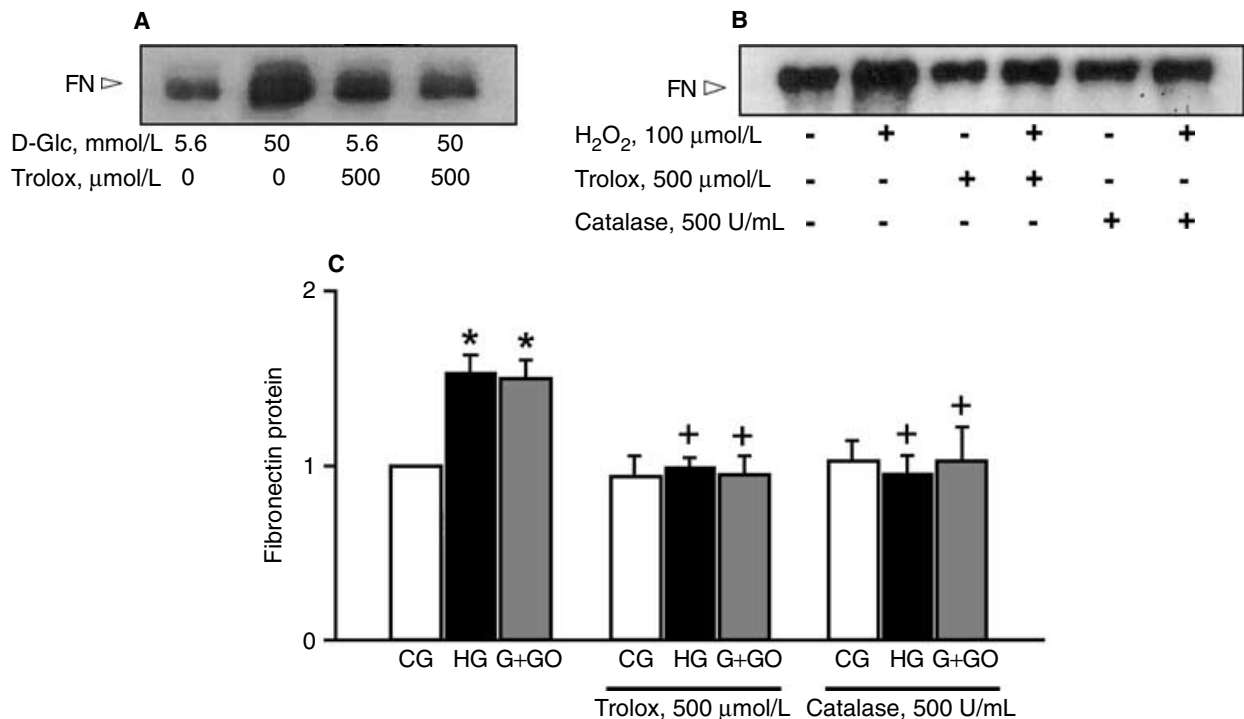 A
FN
D-Glc, mmol/L 5.6 50 5.6 50
Trolox, μmol/L 0 0 500 500
B
FN
H₂O₂, 100 μmol/L - + - + - +
Trolox, 500 μmol/L - - + + - -
Catalase, 500 U/mL - - - - + +
C
Fibronectin protein
2
1
0
* *
+ +
+ +
CG HG G+GO CG HG G+GO CG HG G+GO
Trolox, 500 μmol/L Catalase, 500 U/mL